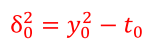 δ₀² = y₀² − t₀